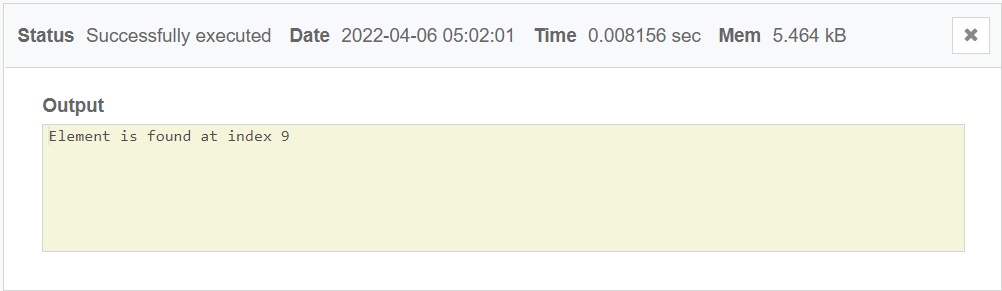 Status Successfully executed Date 2022-04-06 05:02:01 Time 0.008156 sec Mem 5.464 kB
Output
Element is found at index 9